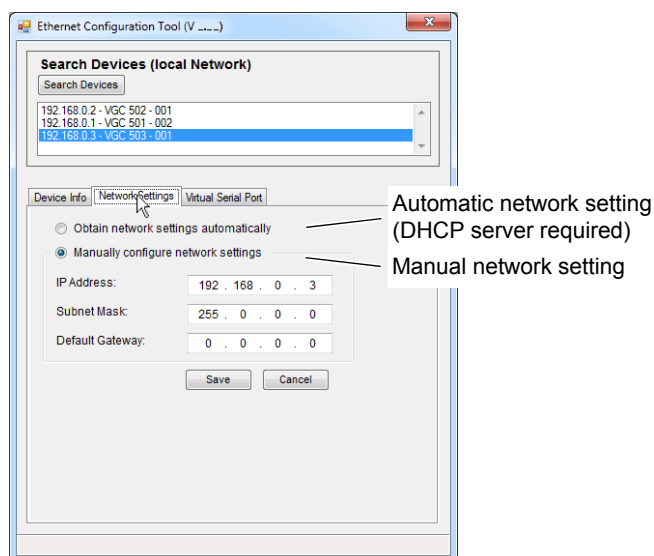 Ethernet Configuration Tool (V _._._)
Search Devices (local Network)
Search Devices
192.168.0.2 - VGC 502 - 001
192.168.0.1 - VGC 501 - 002
192.168.0.3 - VGC 503 - 001
Device Info Network Settings Virtual Serial Port
Obtain network settings automatically
Automatic network setting
(DHCP server required)
Manually configure network settings
Manual network setting
IP Address: 192 . 168 . 0 . 3
Subnet Mask: 255 . 0 . 0 . 0
Default Gateway: 0 . 0 . 0 . 0
Save Cancel